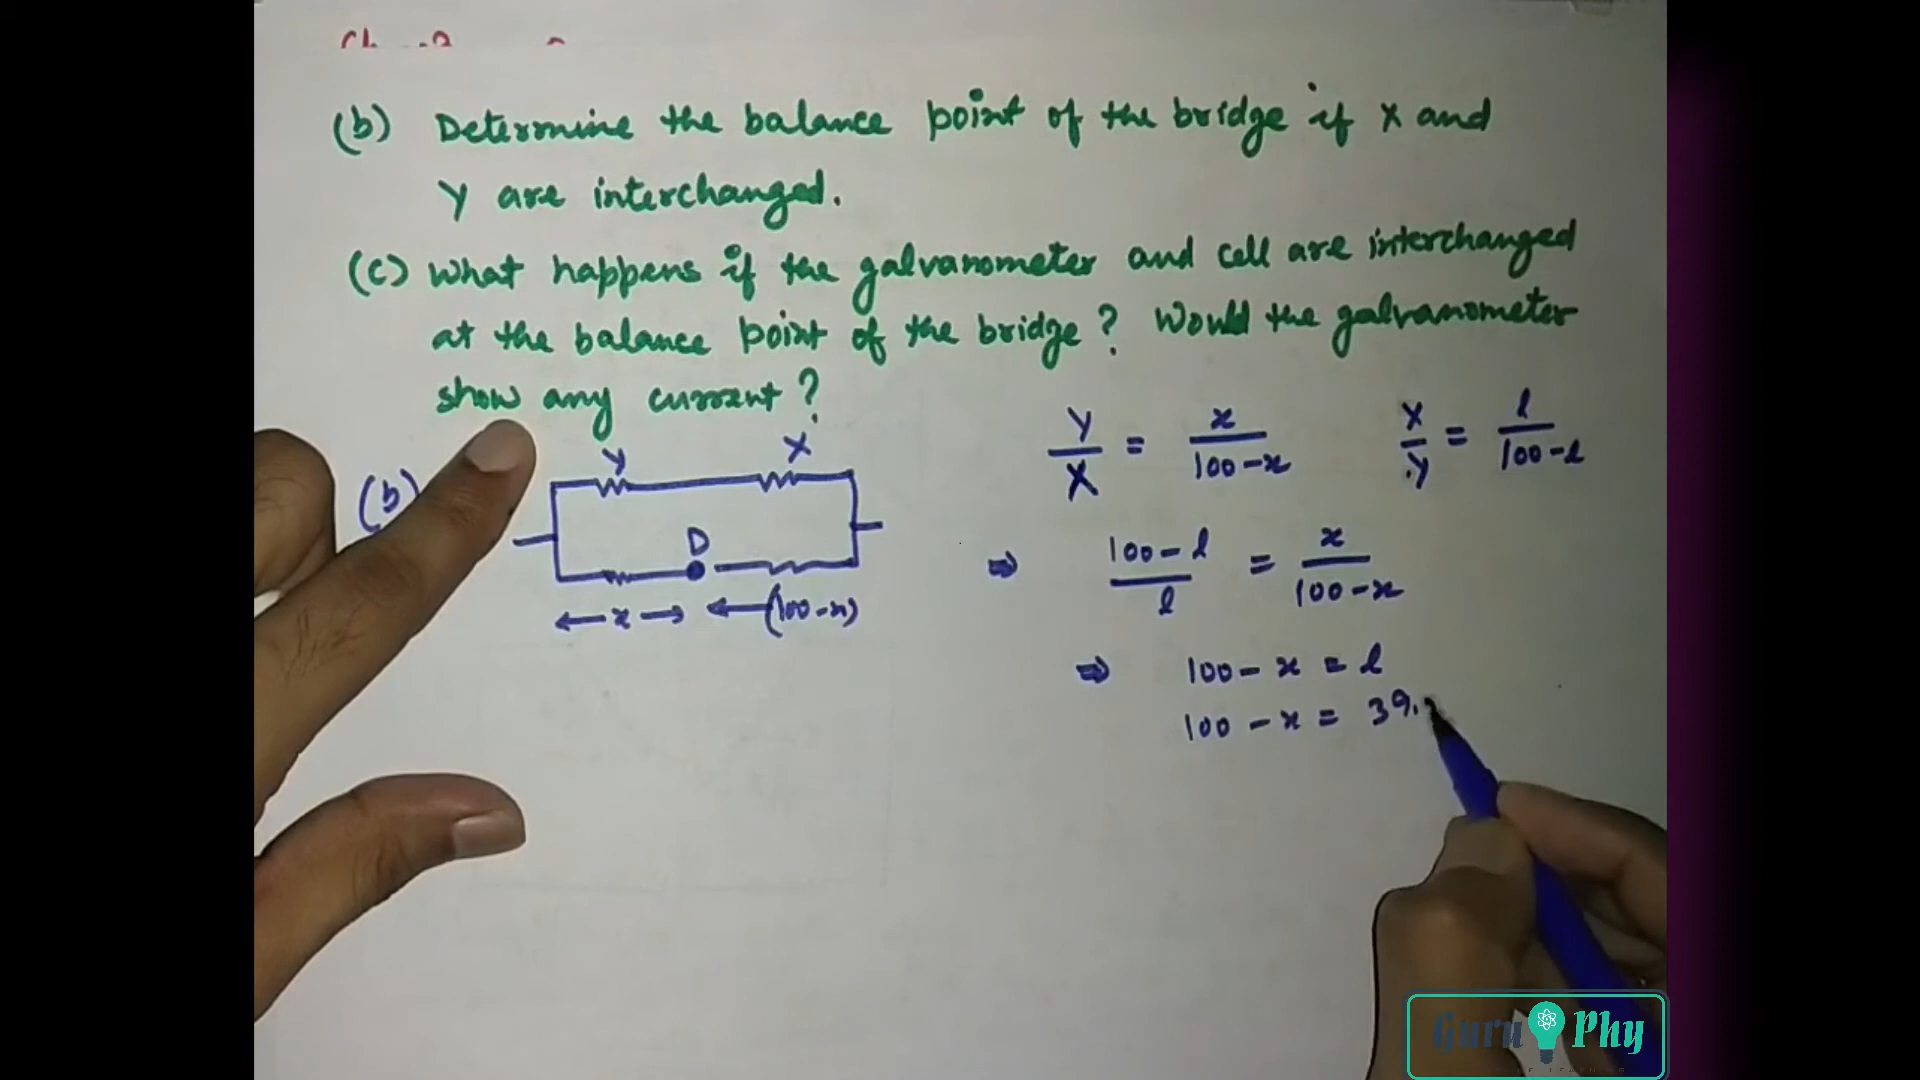 (b) Determine the balance point of the bridge if X and
Y are interchanged.
(c) What happens if the galvanometer and cell are interchanged
at the balance point of the bridge? Would the galvanometer
show any current?
Y/X = x/(100-x)
X/Y = l/(100-l)
(b)
Y X
D
x (100-x)
⇒ (100-l)/l = x/(100-x)
⇒ 100-x = l
100-x = 39.
Guru Phy